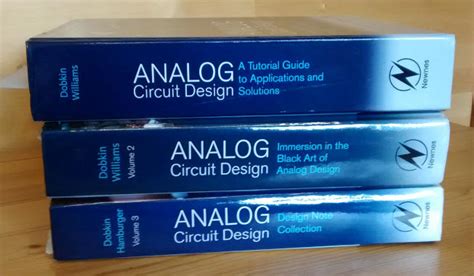 Dobkin
Williams
ANALOG
Circuit Design
A Tutorial Guide
to Applications and
Solutions
Newnes
Dobkin
Williams
Volume 2
ANALOG
Circuit Design
Immersion in the
Black Art of
Analog Design
Newnes
Dobkin
Hamburger
Volume 3
ANALOG
Circuit Design
Design Note
Collection
Newnes